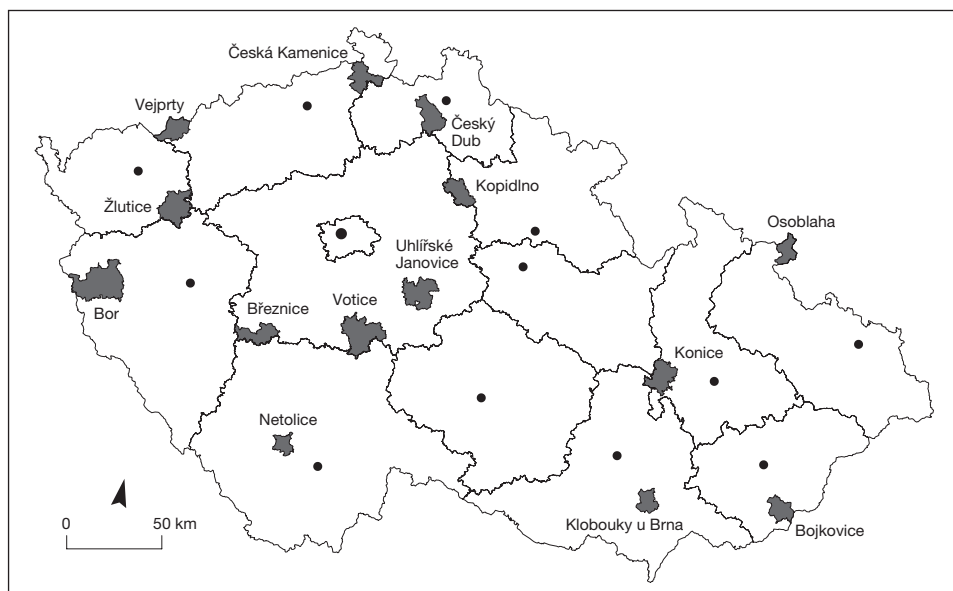 Česká Kamenice
Vejprty
Český
Dub
Kopidlno
Žlutice
Osoblaha
Uhlířské
Janovice
Bor
Březnice
Votice
Konice
Netolice
0
50 km
Klobouky u Brna
Bojkovice